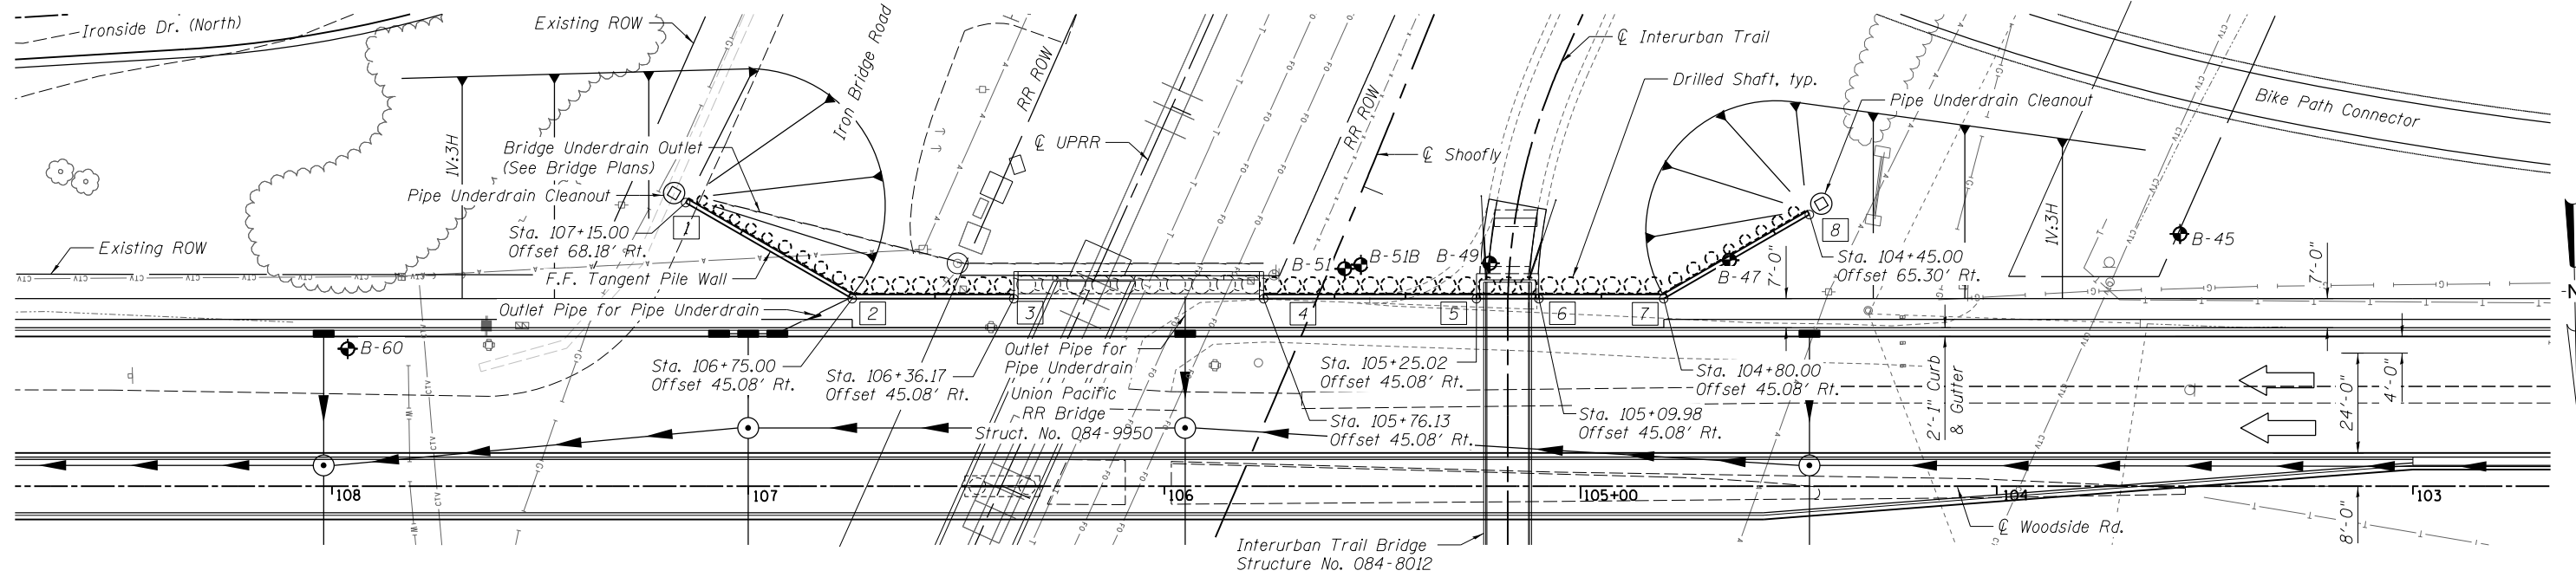 Ironside Dr. (North)
Existing ROW
Iron Bridge Road
RR ROW
℄ UPRR
RR ROW
℄ Shoofly
℄ Interurban Trail
Drilled Shaft, typ.
Pipe Underdrain Cleanout
Bike Path Connector
1V:3H
Bridge Underdrain Outlet
(See Bridge Plans)
Pipe Underdrain Cleanout
Sta. 107+15.00
Offset 68.18' Rt.
1
Existing ROW
F.F. Tangent Pile Wall
Outlet Pipe for Pipe Underdrain
2
3
4
5
6
7
8
B-51
B-51B
B-49
B-47
7'-0"
Sta. 104+45.00
Offset 65.30' Rt.
1V:3H
B-45
7'-0"
N
B-60
Sta. 106+75.00
Offset 45.08' Rt.
Sta. 106+36.17
Offset 45.08' Rt.
Outlet Pipe for
Pipe Underdrain
Union Pacific
RR Bridge
Struct. No. 084-9950
Sta. 105+25.02
Offset 45.08' Rt.
Sta. 105+76.13
Offset 45.08' Rt.
Sta. 105+09.98
Offset 45.08' Rt.
Sta. 104+80.00
Offset 45.08' Rt.
2'-1" Curb
& Gutter
24'-0"
4'-0"
108
107
106
105+00
104
103
℄ Woodside Rd.
8'-0"
Interurban Trail Bridge
Structure No. 084-8012